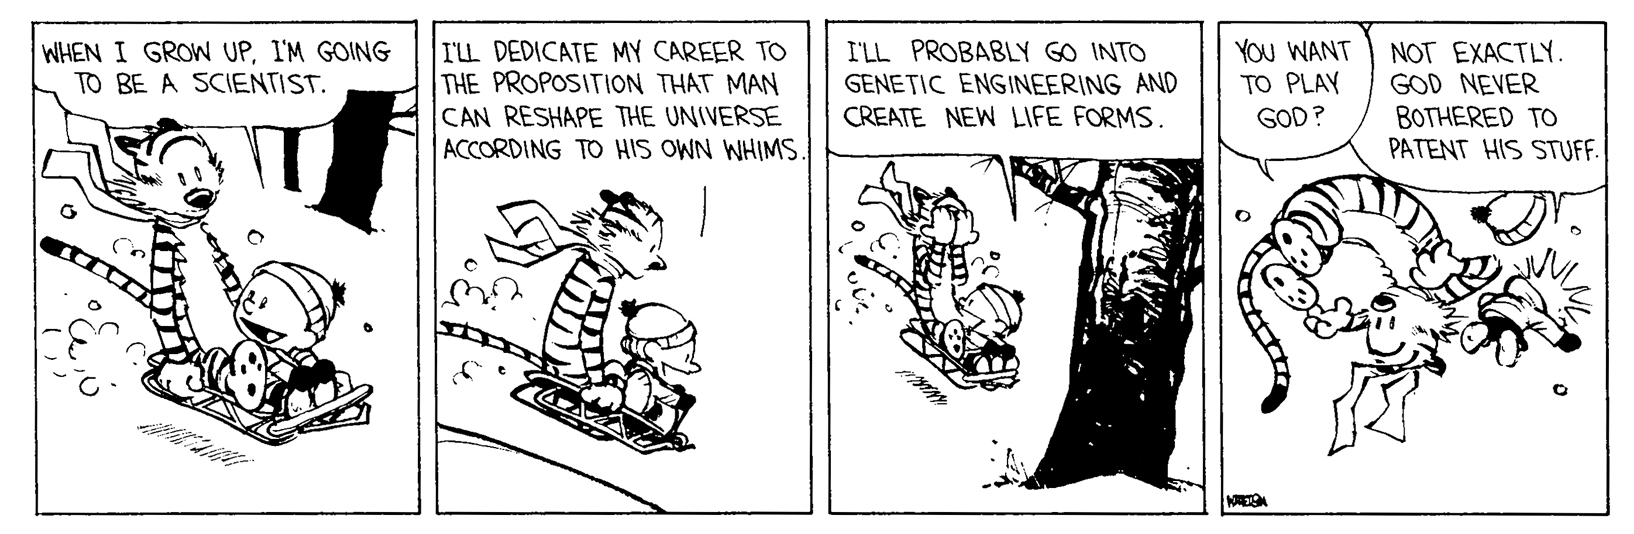 WHEN I GROW UP, I'M GOING
TO BE A SCIENTIST.
I'LL DEDICATE MY CAREER TO
THE PROPOSITION THAT MAN
CAN RESHAPE THE UNIVERSE
ACCORDING TO HIS OWN WHIMS.
I'LL PROBABLY GO INTO
GENETIC ENGINEERING AND
CREATE NEW LIFE FORMS.
YOU WANT
TO PLAY
GOD?
NOT EXACTLY.
GOD NEVER
BOTHERED TO
PATENT HIS STUFF.
WATTERSON